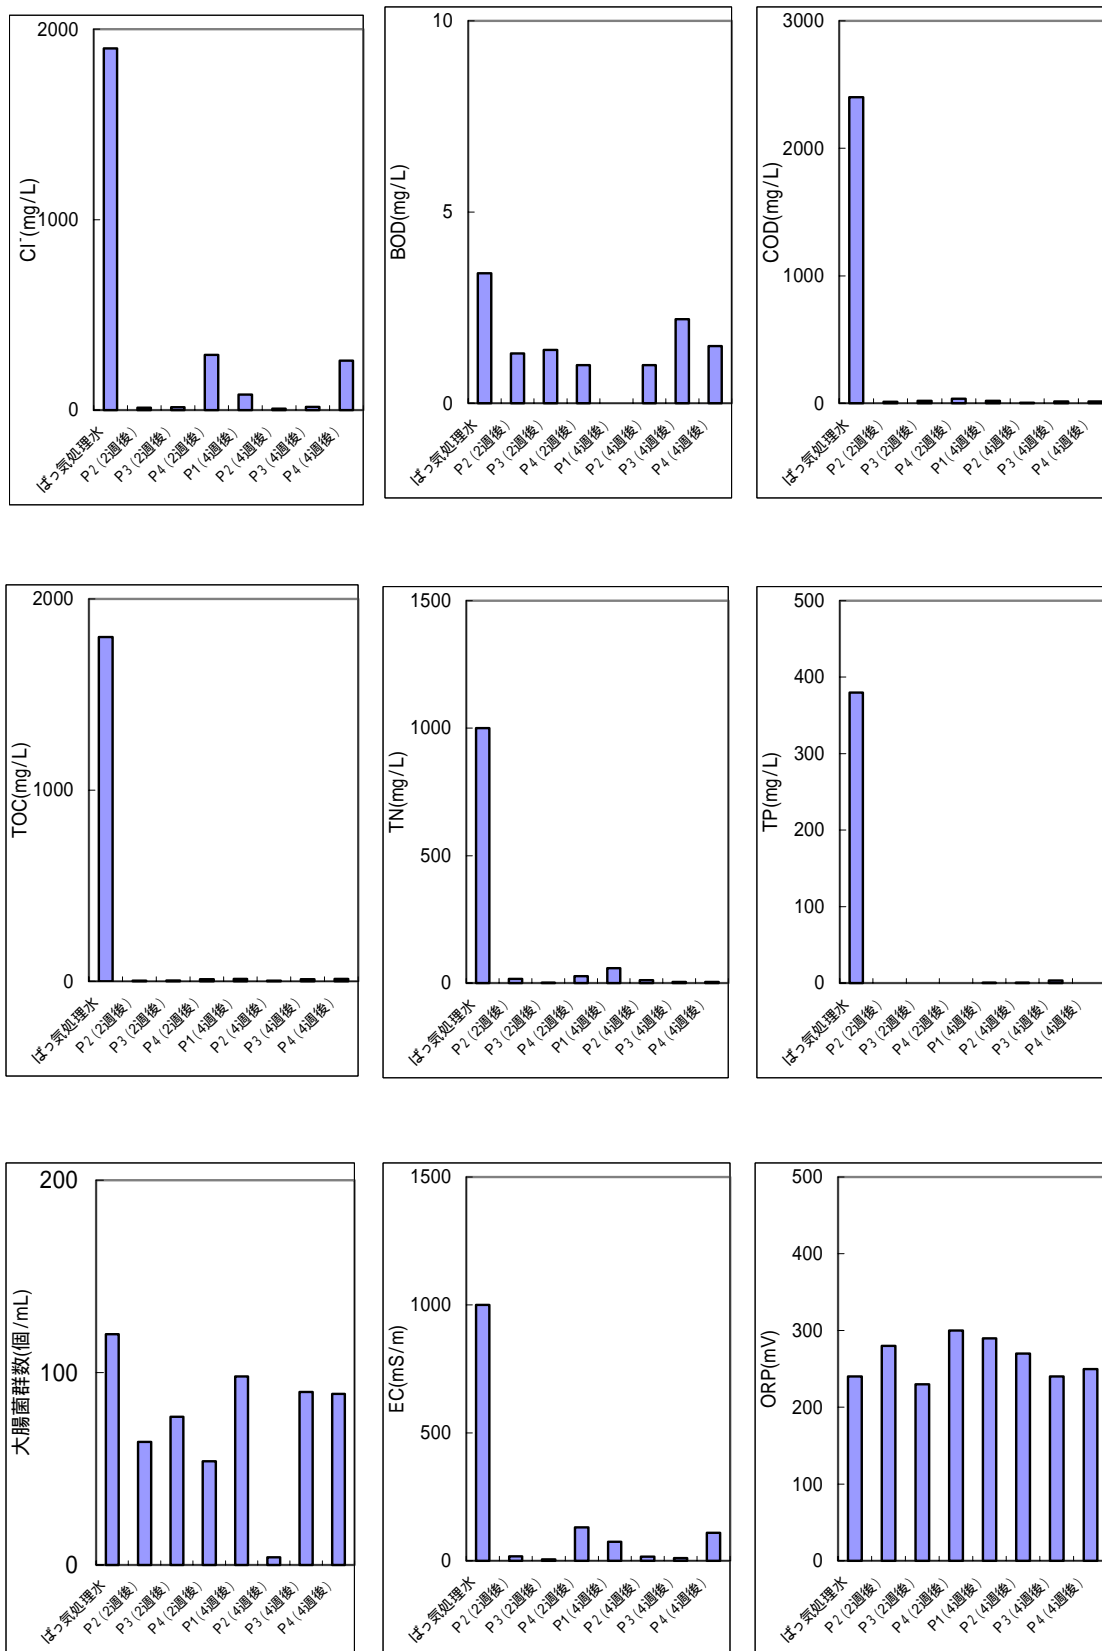 2000
1000
0
Cl⁻(mg/L)
ばっ気処理水
P2(2週後)
P3(2週後)
P4(2週後)
P1(4週後)
P2(4週後)
P3(4週後)
P4(4週後)
10
5
0
BOD(mg/L)
ばっ気処理水
P2(2週後)
P3(2週後)
P4(2週後)
P1(4週後)
P2(4週後)
P3(4週後)
P4(4週後)
3000
2000
1000
0
COD(mg/L)
ばっ気処理水
P2(2週後)
P3(2週後)
P4(2週後)
P1(4週後)
P2(4週後)
P3(4週後)
P4(4週後)
2000
1000
0
TOC(mg/L)
ばっ気処理水
P2(2週後)
P3(2週後)
P4(2週後)
P1(4週後)
P2(4週後)
P3(4週後)
P4(4週後)
1500
1000
500
0
TN(mg/L)
ばっ気処理水
P2(2週後)
P3(2週後)
P4(2週後)
P1(4週後)
P2(4週後)
P3(4週後)
P4(4週後)
500
400
300
200
100
0
TP(mg/L)
ばっ気処理水
P2(2週後)
P3(2週後)
P4(2週後)
P1(4週後)
P2(4週後)
P3(4週後)
P4(4週後)
200
100
0
大腸菌群数(個/mL)
ばっ気処理水
P2(2週後)
P3(2週後)
P4(2週後)
P1(4週後)
P2(4週後)
P3(4週後)
P4(4週後)
1500
1000
500
0
EC(mS/m)
ばっ気処理水
P2(2週後)
P3(2週後)
P4(2週後)
P1(4週後)
P2(4週後)
P3(4週後)
P4(4週後)
500
400
300
200
100
0
ORP(mV)
ばっ気処理水
P2(2週後)
P3(2週後)
P4(2週後)
P1(4週後)
P2(4週後)
P3(4週後)
P4(4週後)